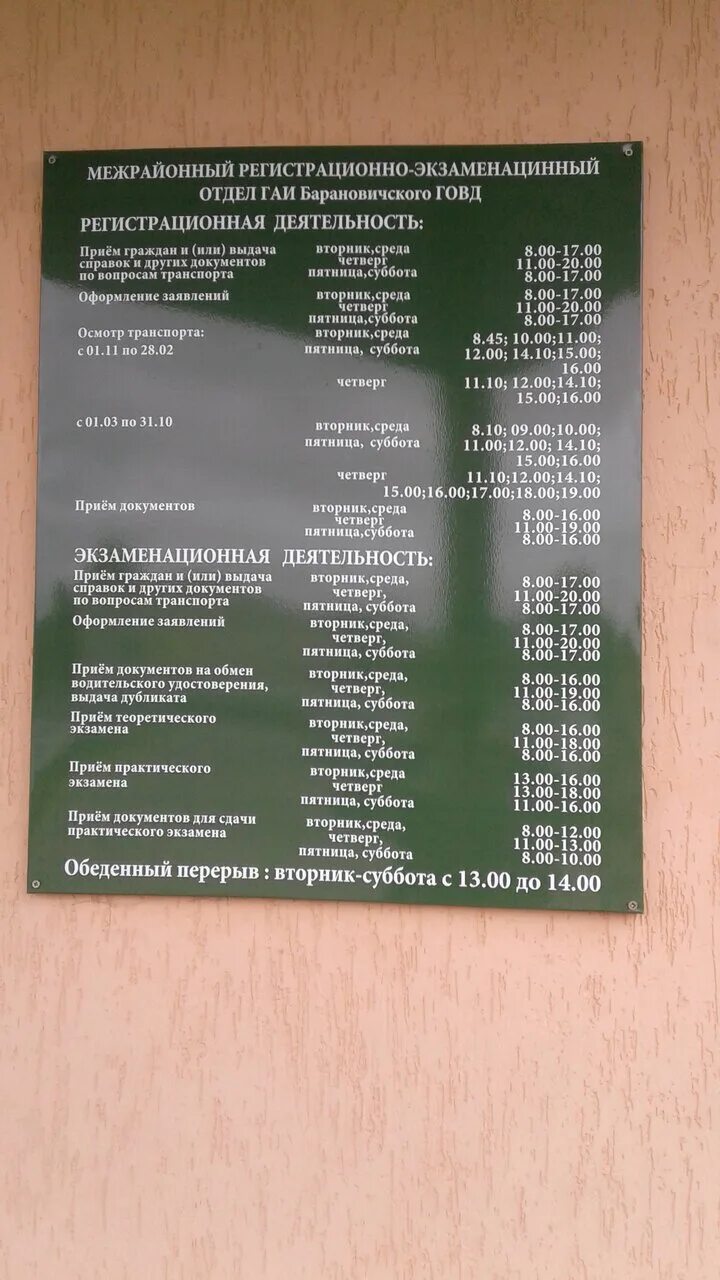 МЕЖРАЙОННЫЙ РЕГИСТРАЦИОННО-ЭКЗАМЕНАЦИННЫЙ
ОТДЕЛ ГАИ Барановичского ГОВД
РЕГИСТРАЦИОННАЯ ДЕЯТЕЛЬНОСТЬ:
Приём граждан и (или) выдача вторник,среда 8.00-17.00
справок и других документов четверг 11.00-20.00
по вопросам транспорта пятница,суббота 8.00-17.00
Оформление заявлений вторник,среда 8.00-17.00
четверг 11.00-20.00
пятница,суббота 8.00-17.00
Осмотр транспорта: вторник,среда 8.45; 10.00;11.00;
с 01.11 по 28.02 пятница, суббота 12.00; 14.10;15.00;
16.00
четверг 11.10; 12.00;14.10;
15.00;16.00
с 01.03 по 31.10 вторник,среда 8.10; 09.00;10.00;
пятница, суббота 11.00;12.00; 14.10;
15.00;16.00
четверг 11.10;12.00;14.10;
15.00;16.00;17.00;18.00;19.00
Приём документов вторник,среда 8.00-16.00
четверг 11.00-19.00
пятница,суббота 8.00-16.00
ЭКЗАМЕНАЦИОННАЯ ДЕЯТЕЛЬНОСТЬ:
Приём граждан и (или) выдача вторник,среда, 8.00-17.00
справок и других документов четверг, 11.00-20.00
по вопросам транспорта пятница, суббота 8.00-17.00
Оформление заявлений вторник,среда, 8.00-17.00
четверг, 11.00-20.00
пятница, суббота 8.00-17.00
Приём документов на обмен вторник,среда, 8.00-16.00
водительского удостоверения, четверг, 11.00-19.00
выдача дубликата пятница, суббота 8.00-16.00
Приём теоретического вторник,среда, 8.00-16.00
экзамена четверг, 11.00-18.00
пятница, суббота 8.00-16.00
Приём практического вторник,среда 13.00-16.00
экзамена четверг 13.00-18.00
пятница, суббота 11.00-16.00
Приём документов для сдачи вторник,среда, 8.00-12.00
практического экзамена четверг, 11.00-13.00
пятница, суббота 8.00-10.00
Обеденный перерыв : вторник-суббота с 13.00 до 14.00